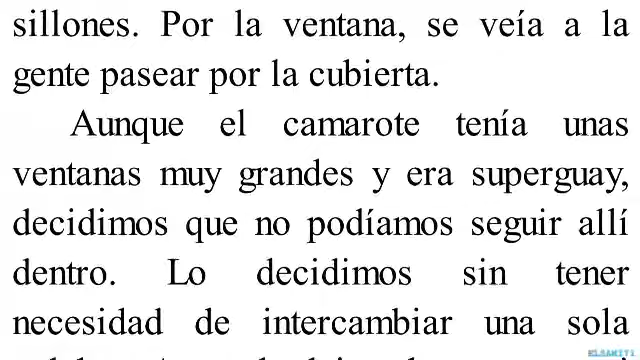 sillones. Por la ventana, se veía a la
gente pasear por la cubierta.
Aunque el camarote tenía unas
ventanas muy grandes y era superguay,
decidimos que no podíamos seguir allí
dentro. Lo decidimos sin tener
necesidad de intercambiar una sola